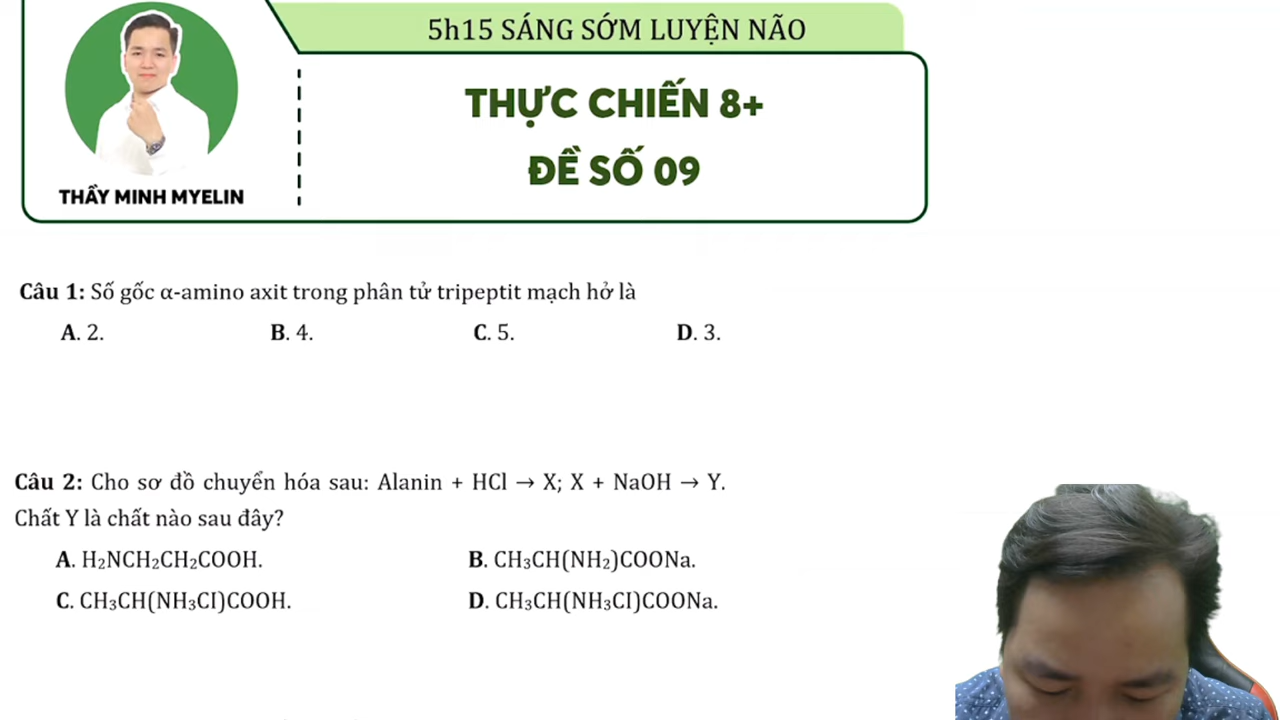 5h15 SÁNG SỚM LUYỆN NÃO
THỰC CHIẾN 8+
ĐỀ SỐ 09
THẦY MINH MYELIN
Câu 1: Số gốc α-amino axit trong phân tử tripeptit mạch hở là
A. 2. B. 4. C. 5. D. 3.
Câu 2: Cho sơ đồ chuyển hóa sau: Alanin + HCl → X; X + NaOH → Y.
Chất Y là chất nào sau đây?
A. H₂NCH₂CH₂COOH. B. CH₃CH(NH₂)COONa.
C. CH₃CH(NH₃CI)COOH. D. CH₃CH(NH₃CI)COONa.